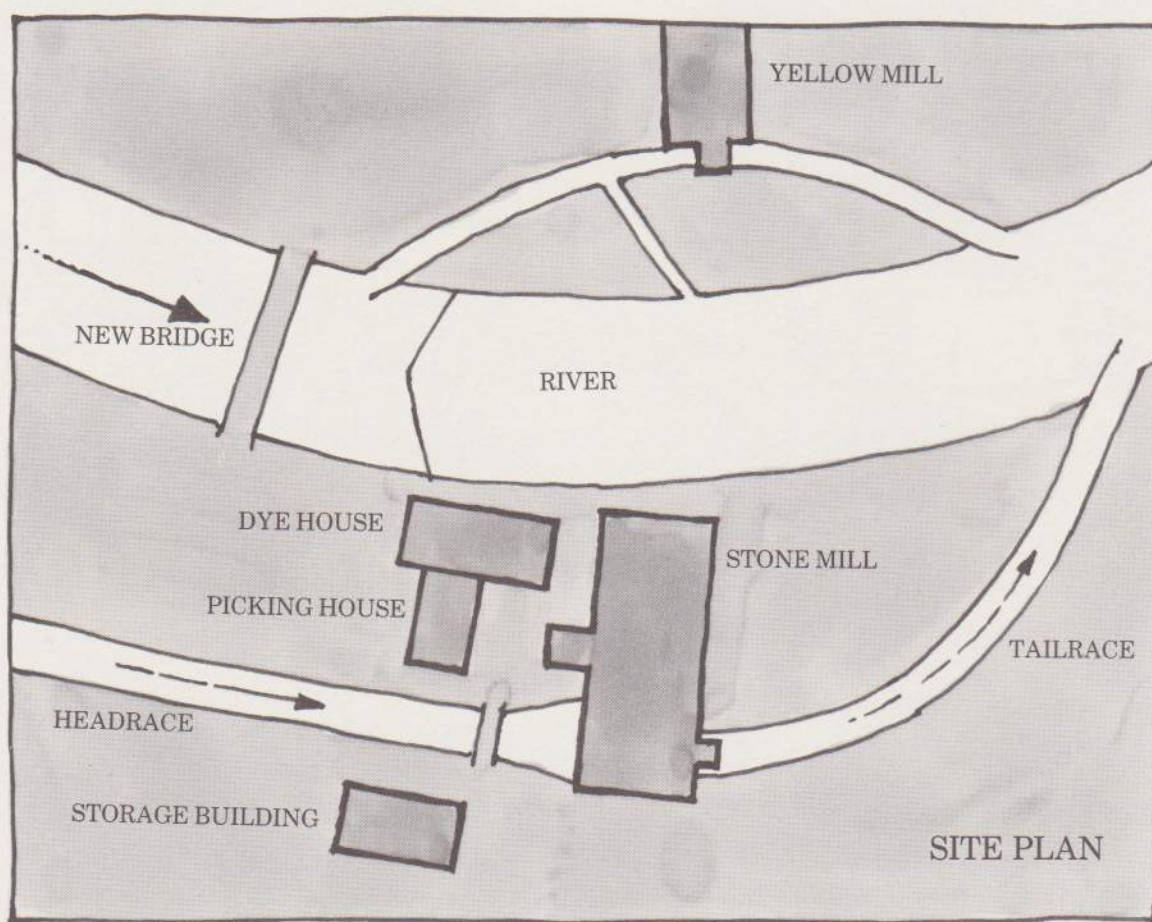 YELLOW MILL
NEW BRIDGE
RIVER
DYE HOUSE
STONE MILL
PICKING HOUSE
TAILRACE
HEADRACE
STORAGE BUILDING
SITE PLAN